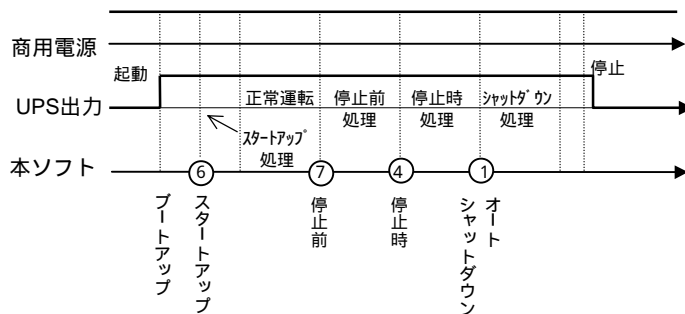 商用電源
起動
停止
UPS出力
正常運転
停止前
処理
停止時
処理
ｼｬｯﾄﾀﾞｳﾝ
処理
ｽﾀｰﾄｱｯﾌﾟ
処理
本ソフト
⑥
⑦
④
①
ブートアップ
スタートアップ
停止前
停止時
オート
シャットダウン